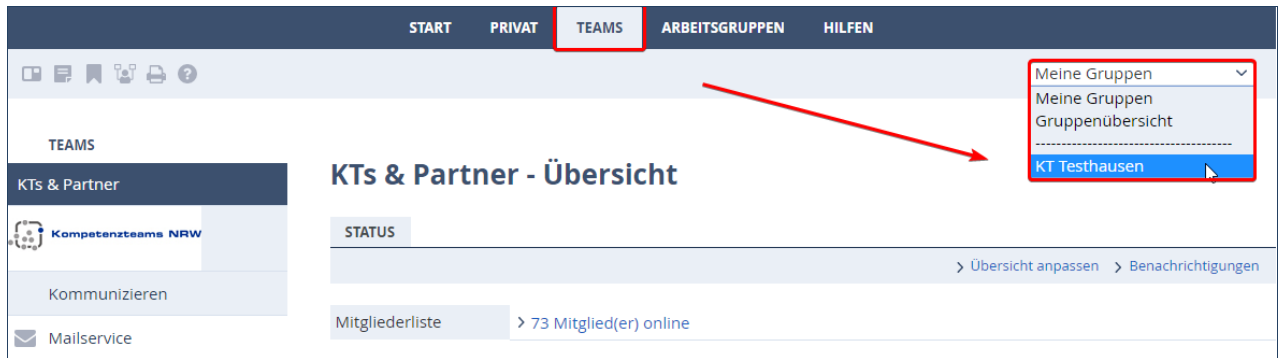 START PRIVAT TEAMS ARBEITSGRUPPEN HILFEN
Meine Gruppen
Meine Gruppen
Gruppenübersicht
------------------------------------
KT Testhausen
TEAMS
KTs & Partner
Kompetenzteams NRW
Kommunizieren
Mailservice
KTs & Partner - Übersicht
STATUS
Übersicht anpassen Benachrichtigungen
Mitgliederliste 73 Mitglied(er) online